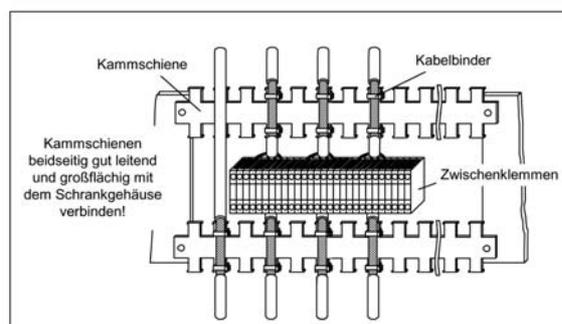 Kammschiene
Kabelbinder
Kammschienen
beidseitig gut leitend
und großflächig mit
dem Schrankgehäuse
verbinden!
Zwischenklemmen